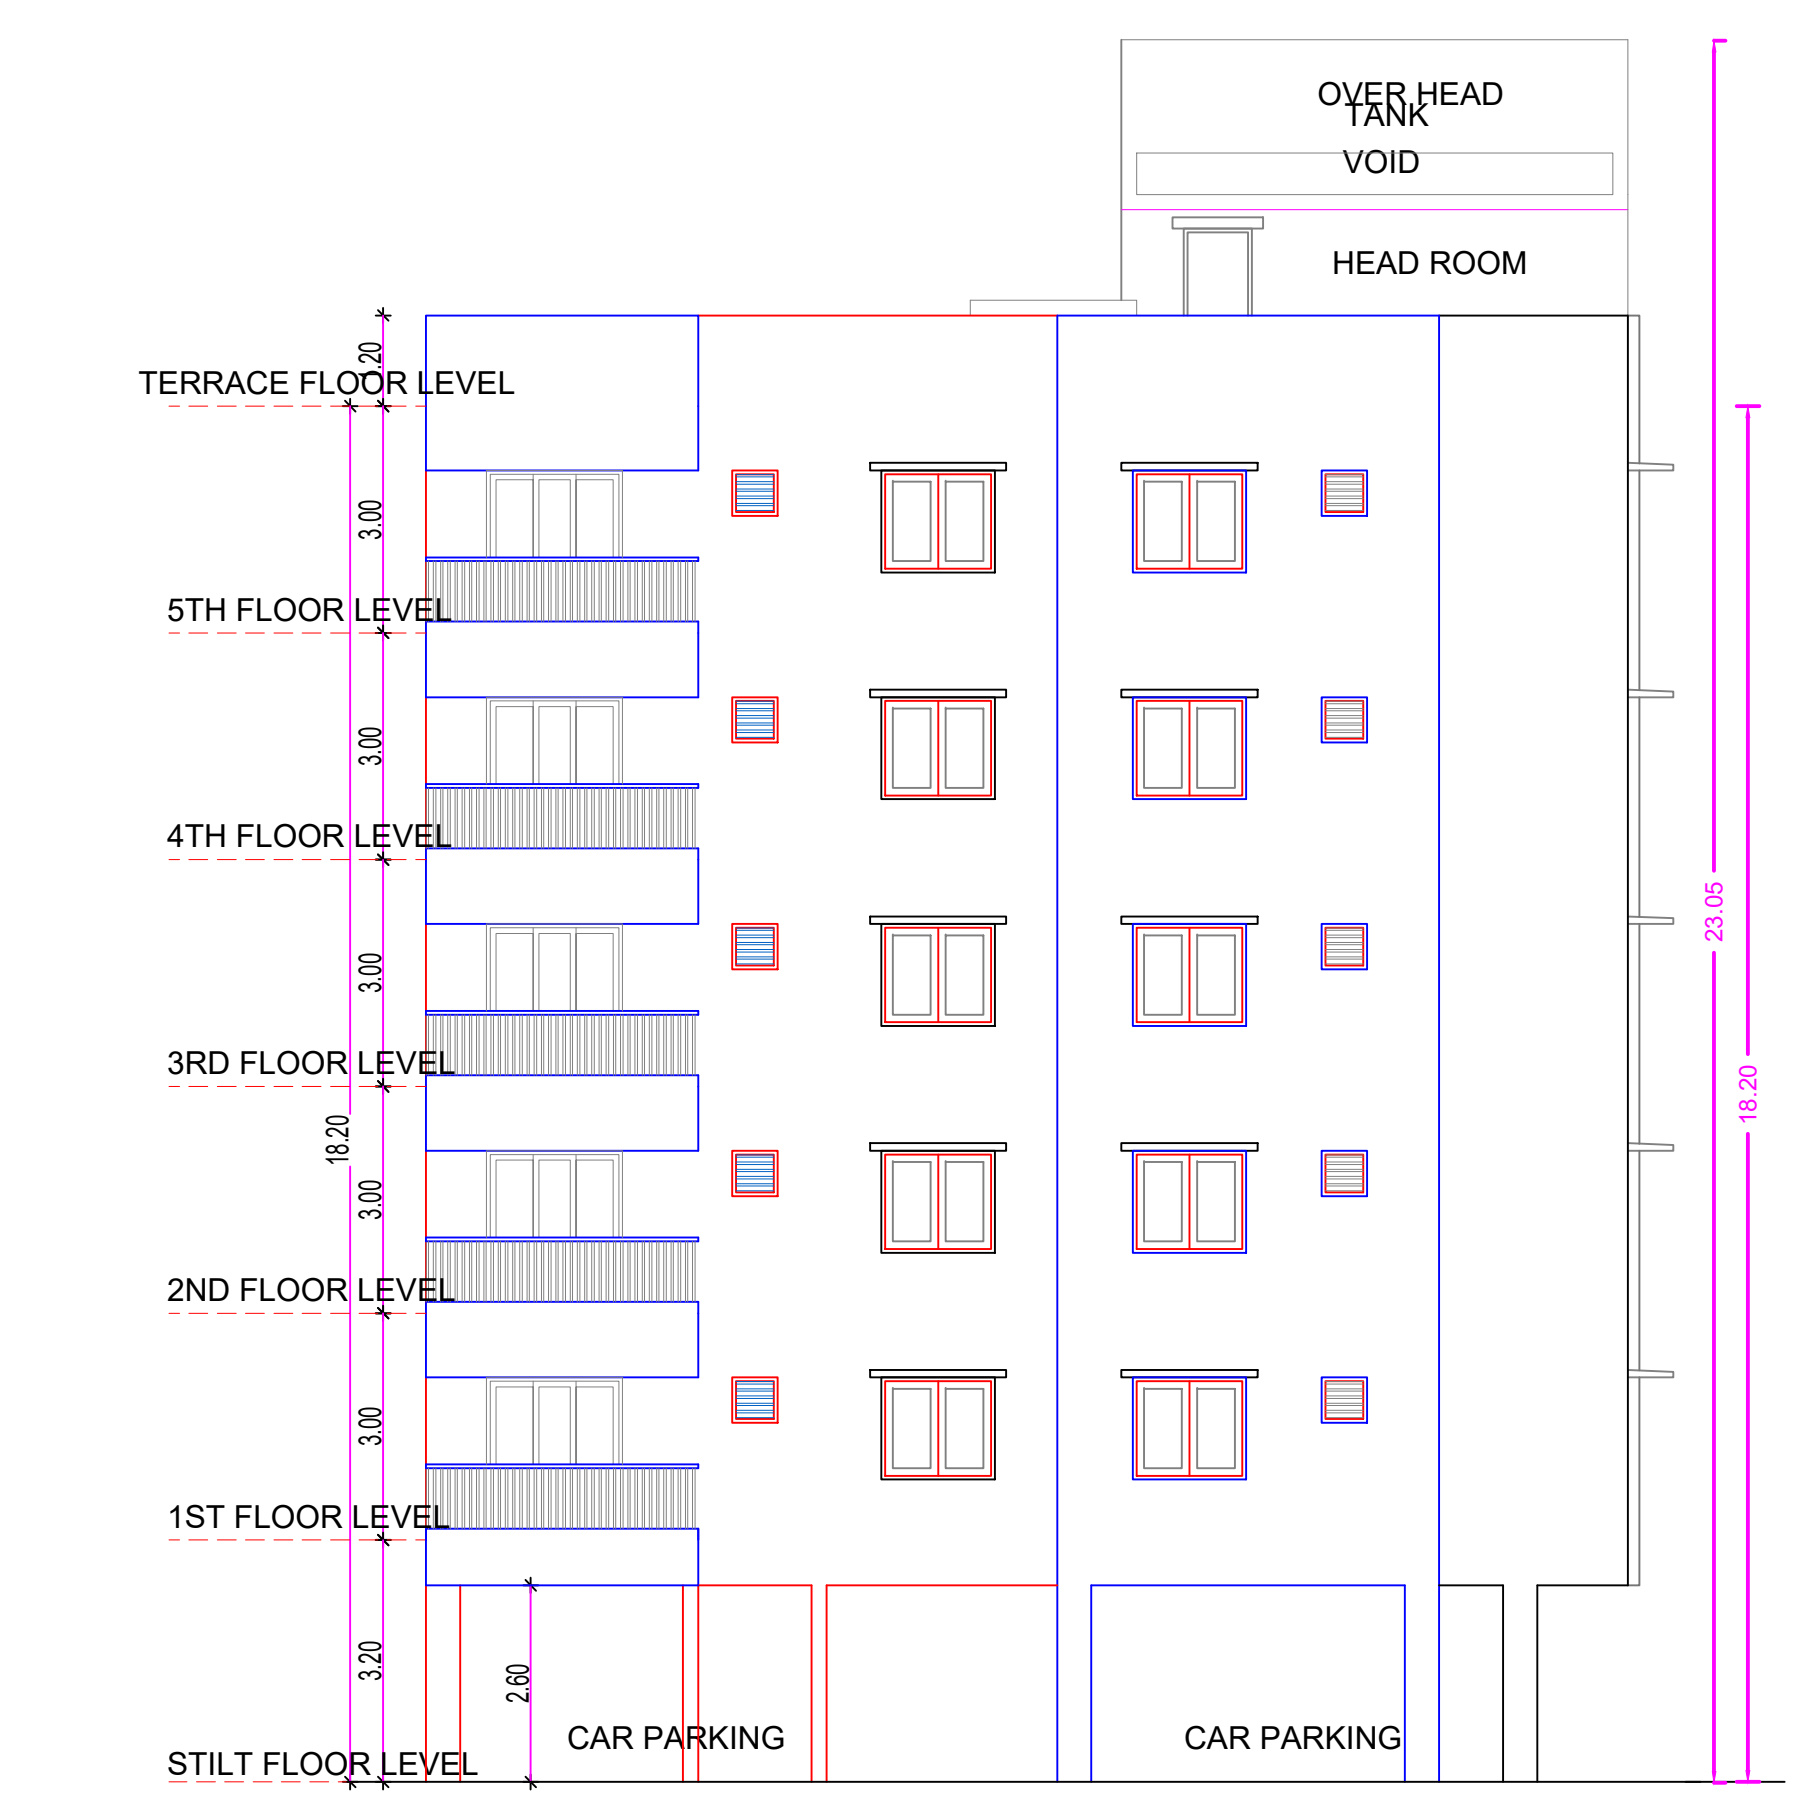 OVER HEAD
TANK
VOID
HEAD ROOM
1.20
TERRACE FLOOR LEVEL
3.00
5TH FLOOR LEVEL
3.00
4TH FLOOR LEVEL
23.05
3.00
3RD FLOOR LEVEL
18.20
18.20
3.00
2ND FLOOR LEVEL
3.00
1ST FLOOR LEVEL
3.20
2.60
CAR PARKING
CAR PARKING
STILT FLOOR LEVEL